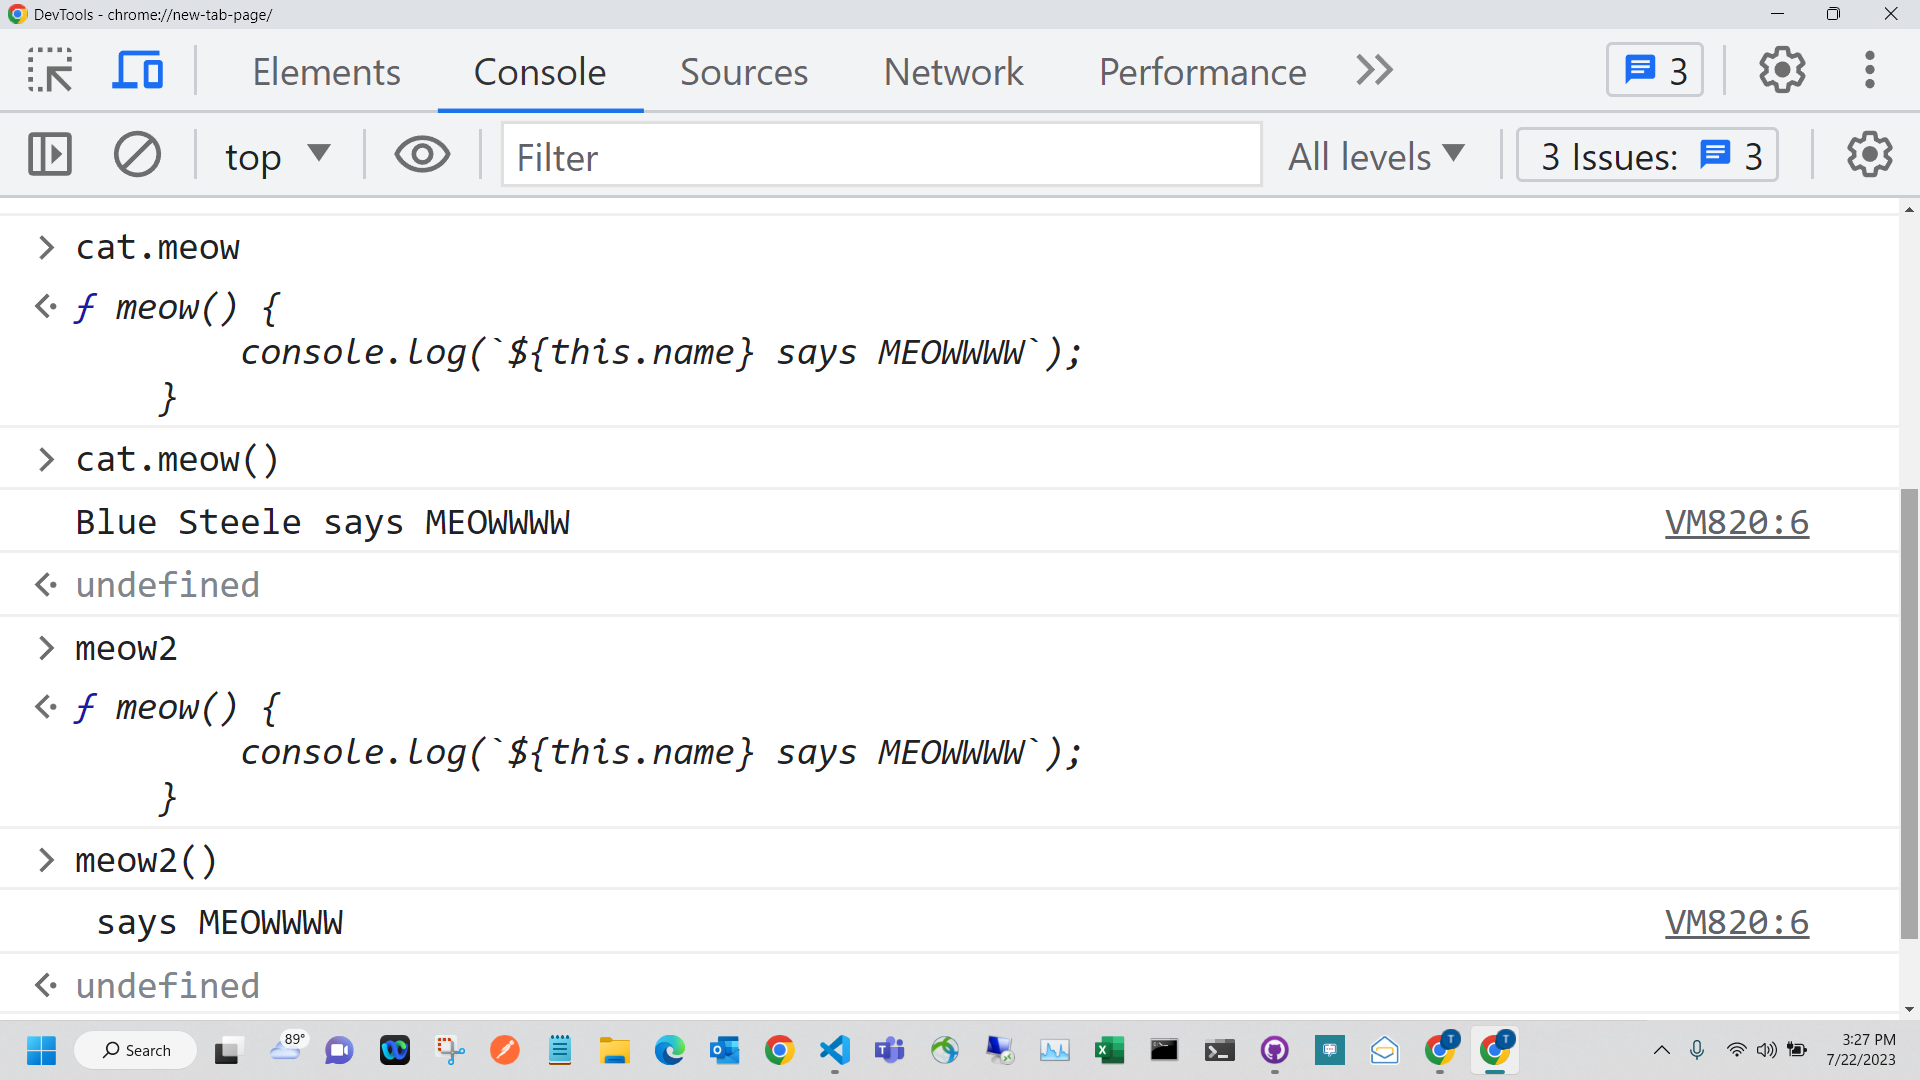 DevTools - chrome://new-tab-page/
Elements Console Sources Network Performance 3
top Filter All levels 3 Issues: 3
cat.meow
ƒ meow() {
console.log(`${this.name} says MEOWWWW`);
}
cat.meow()
Blue Steele says MEOWWWW VM820:6
undefined
meow2
ƒ meow() {
console.log(`${this.name} says MEOWWWW`);
}
meow2()
says MEOWWWW VM820:6
undefined
Search 89° T T 3:27 PM
7/22/2023